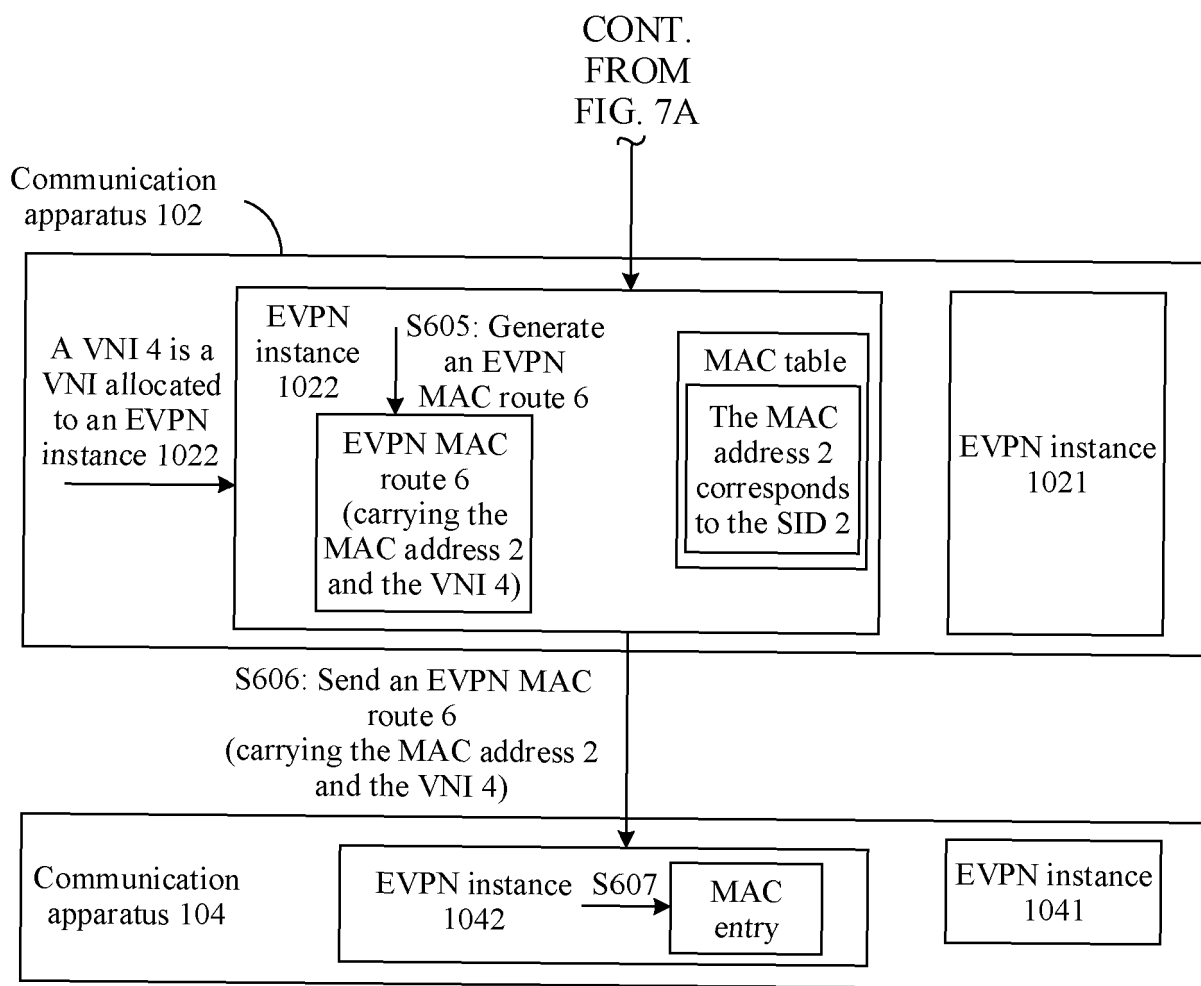 CONT.
FROM
FIG. 7A
Communication
apparatus 102
A VNI 4 is a
VNI allocated
to an EVPN
instance 1022
EVPN
instance
1022
S605: Generate
an EVPN
MAC route 6
EVPN MAC
route 6
(carrying the
MAC address 2
and the VNI 4)
MAC table
The MAC
address 2
corresponds
to the SID 2
EVPN instance
1021
S606: Send an EVPN MAC
route 6
(carrying the MAC address 2
and the VNI 4)
Communication
apparatus 104
EVPN instance
1042
S607
MAC
entry
EVPN instance
1041